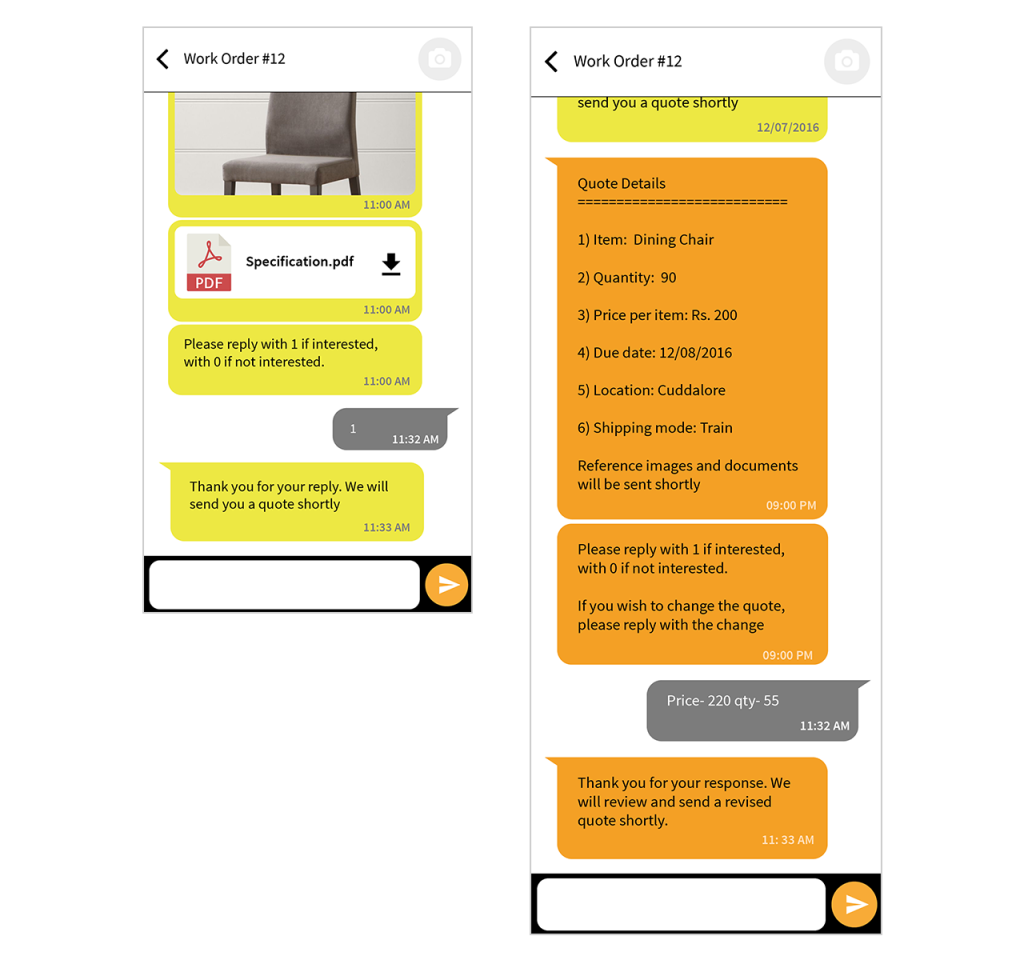 Work Order #12
11:00 AM
PDF
Specification.pdf
11:00 AM
Please reply with 1 if interested,
with 0 if not interested.
11:00 AM
1
11:32 AM
Thank you for your reply. We will
send you a quote shortly
11:33 AM
Work Order #12
send you a quote shortly
12/07/2016
Quote Details
===========================
1) Item:  Dining Chair
2) Quantity:  90
3) Price per item: Rs. 200
4) Due date: 12/08/2016
5) Location: Cuddalore
6) Shipping mode: Train
Reference images and documents
will be sent shortly
09:00 PM
Please reply with 1 if interested,
with 0 if not interested.
If you wish to change the quote,
please reply with the change
09:00 PM
Price- 220 qty- 55
11:32 AM
Thank you for your response. We
will review and send a revised
quote shortly.
11: 33 AM